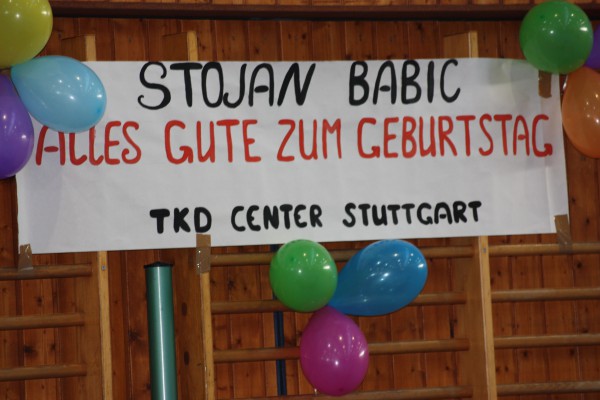 STOJAN BABIC
ALLES GUTE ZUM GEBURTSTAG
TKD CENTER STUTTGART